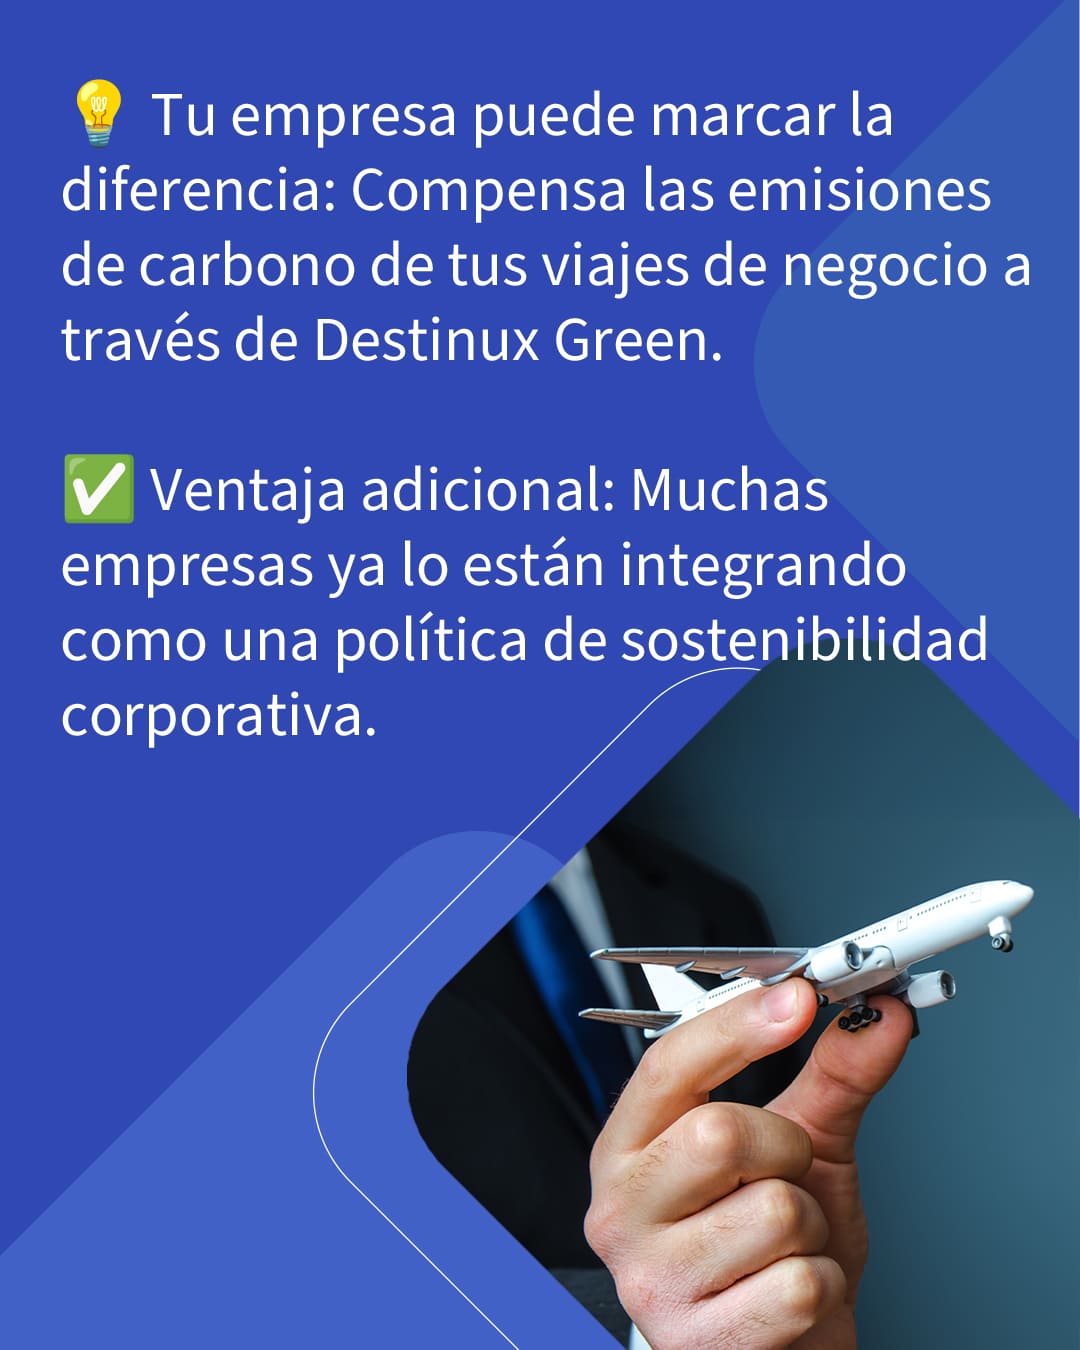 💡 Tu empresa puede marcar la
diferencia: Compensa las emisiones
de carbono de tus viajes de negocio a
través de Destinux Green.
✅ Ventaja adicional: Muchas
empresas ya lo están integrando
como una política de sostenibilidad
corporativa.